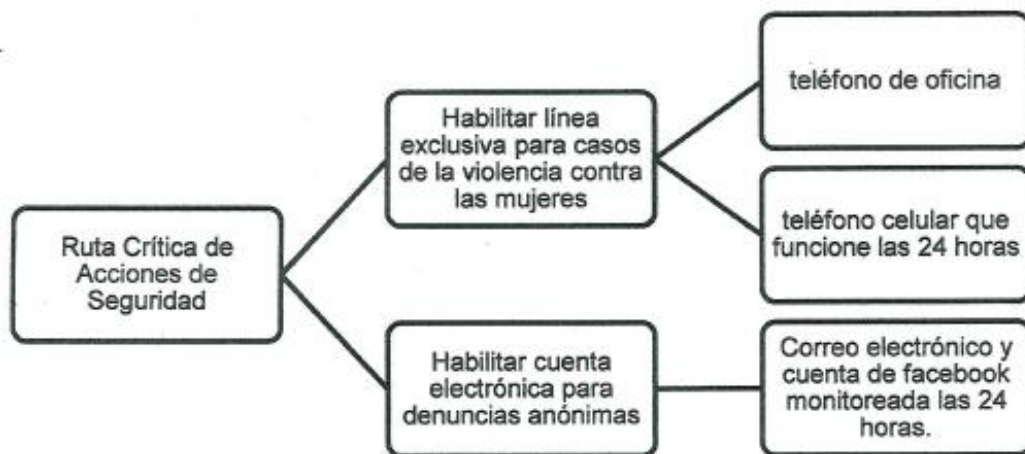 Ruta Crítica de
Acciones de
Seguridad
Habilitar línea
exclusiva para casos
de la violencia contra
las mujeres
teléfono de oficina
teléfono celular que
funcione las 24 horas
Habilitar cuenta
electrónica para
denuncias anónimas
Correo electrónico y
cuenta de facebook
monitoreada las 24
horas.